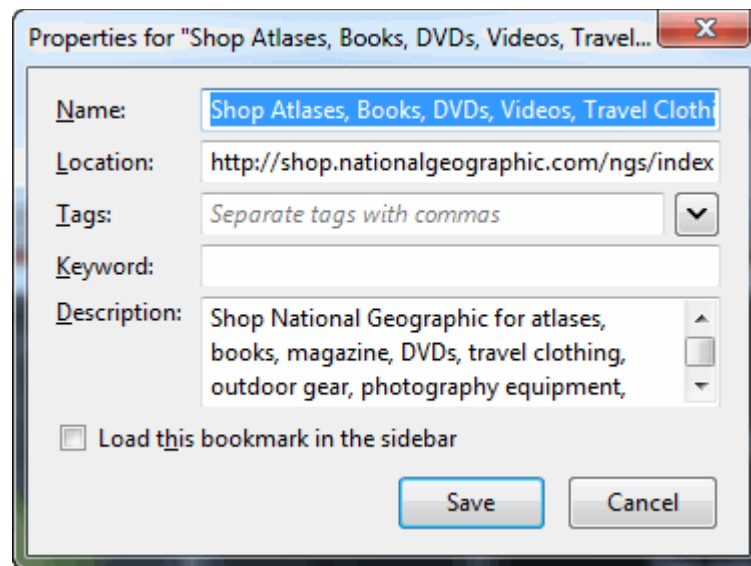 Properties for "Shop Atlases, Books, DVDs, Videos, Travel...
Name: Shop Atlases, Books, DVDs, Videos, Travel Clothi
Location: http://shop.nationalgeographic.com/ngs/index
Tags: Separate tags with commas
Keyword:
Description: Shop National Geographic for atlases,
books, magazine, DVDs, travel clothing,
outdoor gear, photography equipment,
Load this bookmark in the sidebar
Save Cancel